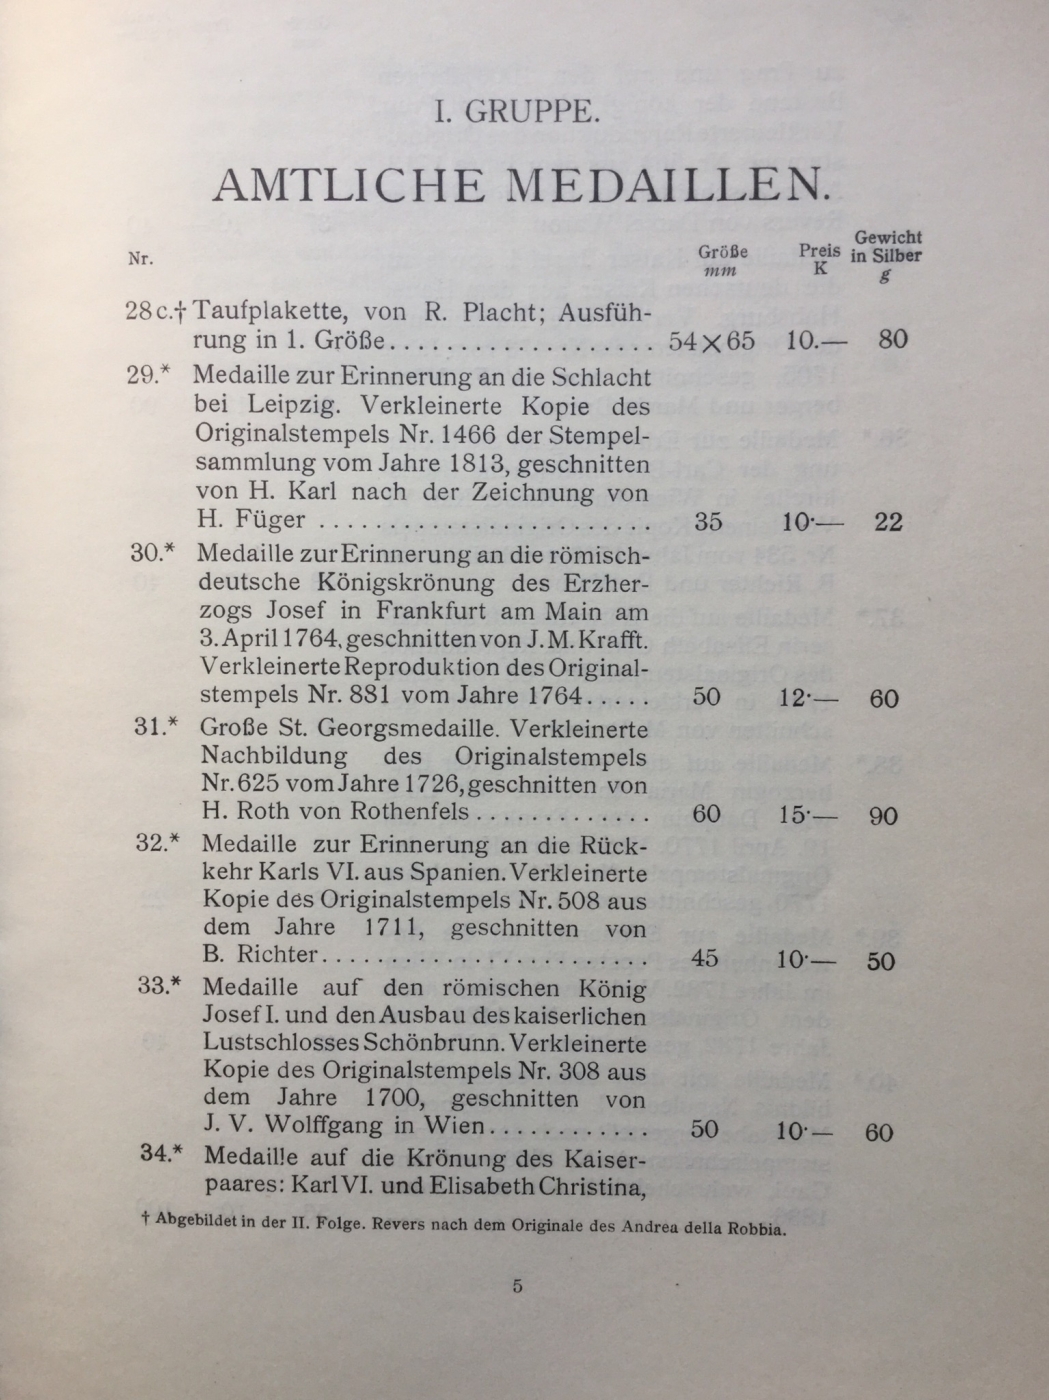 I. GRUPPE.
AMTLICHE MEDAILLEN.
Nr. Größe mm Preis K Gewicht in Silber g
28c.† Taufplakette, von R. Placht; Ausfüh-
rung in 1. Größe.................... 54×65 10.— 80
29.* Medaille zur Erinnerung an die Schlacht
bei Leipzig. Verkleinerte Kopie des
Originalstempels Nr. 1466 der Stempel-
sammlung vom Jahre 1813, geschnitten
von H. Karl nach der Zeichnung von
H. Füger ........................ 35 10·— 22
30.* Medaille zur Erinnerung an die römisch-
deutsche Königskrönung des Erzher-
zogs Josef in Frankfurt am Main am
3. April 1764, geschnitten von J. M. Krafft.
Verkleinerte Reproduktion des Original-
stempels Nr. 881 vom Jahre 1764..... 50 12·— 60
31.* Große St. Georgsmedaille. Verkleinerte
Nachbildung des Originalstempels
Nr. 625 vom Jahre 1726, geschnitten von
H. Roth von Rothenfels ............. 60 15·— 90
32.* Medaille zur Erinnerung an die Rück-
kehr Karls VI. aus Spanien. Verkleinerte
Kopie des Originalstempels Nr. 508 aus
dem Jahre 1711, geschnitten von
B. Richter........................ 45 10·— 50
33.* Medaille auf den römischen König
Josef I. und den Ausbau des kaiserlichen
Lustschlosses Schönbrunn. Verkleinerte
Kopie des Originalstempels Nr. 308 aus
dem Jahre 1700, geschnitten von
J. V. Wolffgang in Wien............ 50 10·— 60
34.* Medaille auf die Krönung des Kaiser-
paares: Karl VI. und Elisabeth Christina,
† Abgebildet in der II. Folge. Revers nach dem Originale des Andrea della Robbia.
5